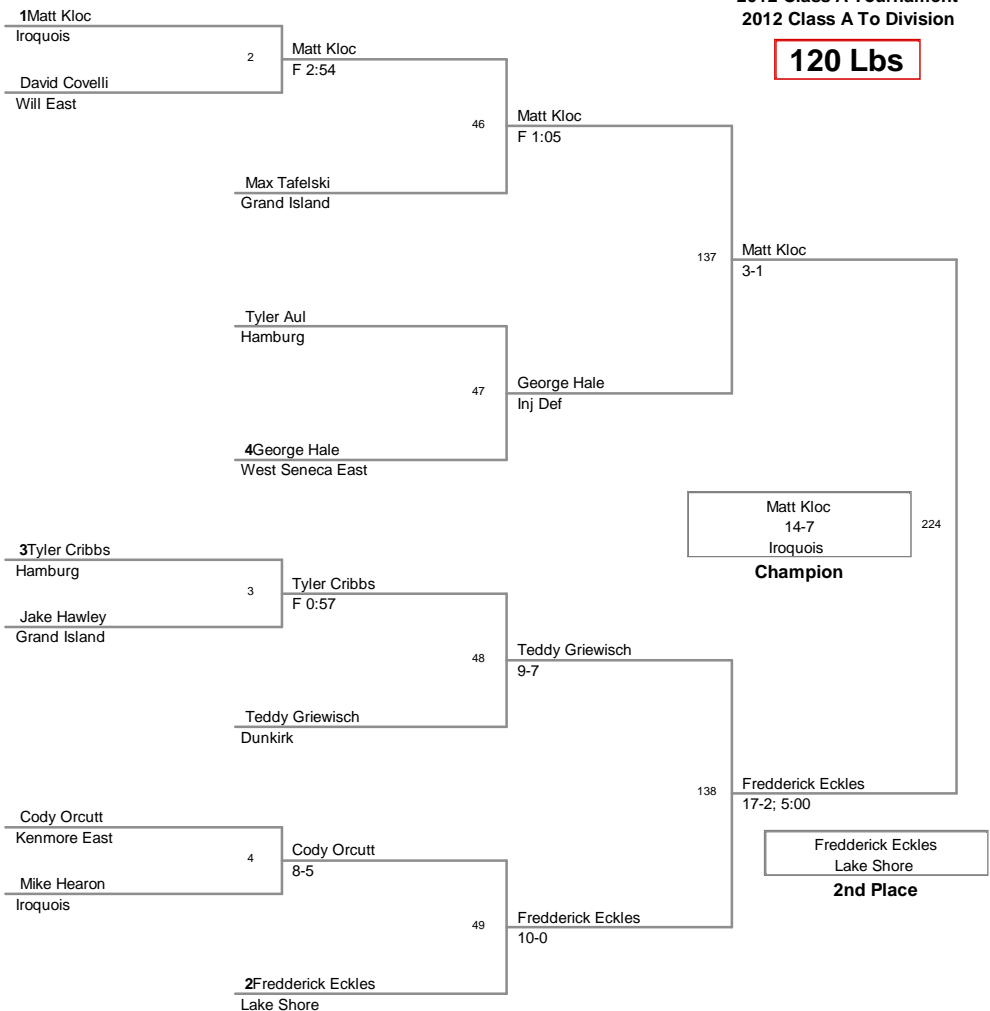 2012 Class A Tournament
2012 Class A To Division
120 Lbs
1Matt Kloc
Iroquois
2
David Covelli
Will East
Matt Kloc
F 2:54
46
Max Tafelski
Grand Island
Matt Kloc
F 1:05
137
Tyler Aul
Hamburg
47
4George Hale
West Seneca East
George Hale
Inj Def
Matt Kloc
3-1
Matt Kloc
14-7
Iroquois
Champion
224
3Tyler Cribbs
Hamburg
3
Jake Hawley
Grand Island
Tyler Cribbs
F 0:57
48
Teddy Griewisch
Dunkirk
Teddy Griewisch
9-7
138
Cody Orcutt
Kenmore East
4
Mike Hearon
Iroquois
Cody Orcutt
8-5
49
2Fredderick Eckles
Lake Shore
Fredderick Eckles
10-0
Fredderick Eckles
17-2; 5:00
Fredderick Eckles
Lake Shore
2nd Place